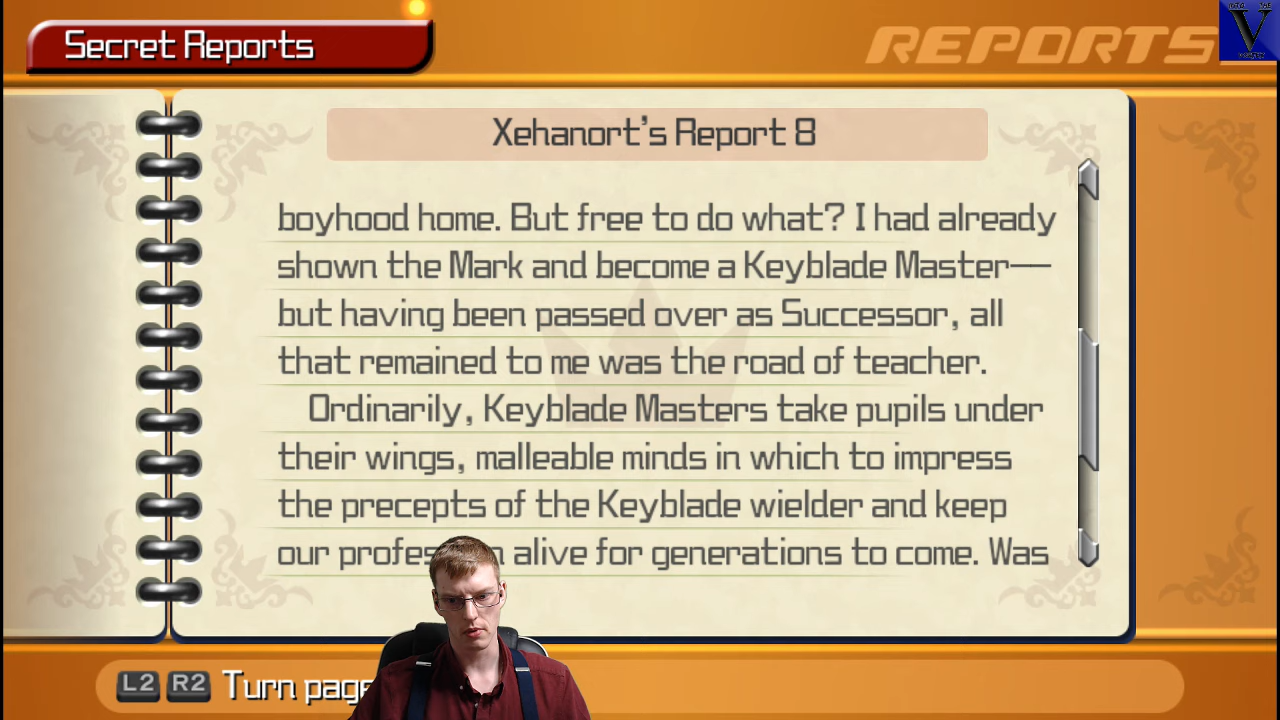 Secret Reports
REPORTS
INTO THE
V
Xehanort's Report 8
boyhood home. But free to do what? I had already
shown the Mark and become a Keyblade Master—
but having been passed over as Successor, all
that remained to me was the road of teacher.
Ordinarily, Keyblade Masters take pupils under
their wings, malleable minds in which to impress
the precepts of the Keyblade wielder and keep
our profes n alive for generations to come. Was
L2 R2 Turn page